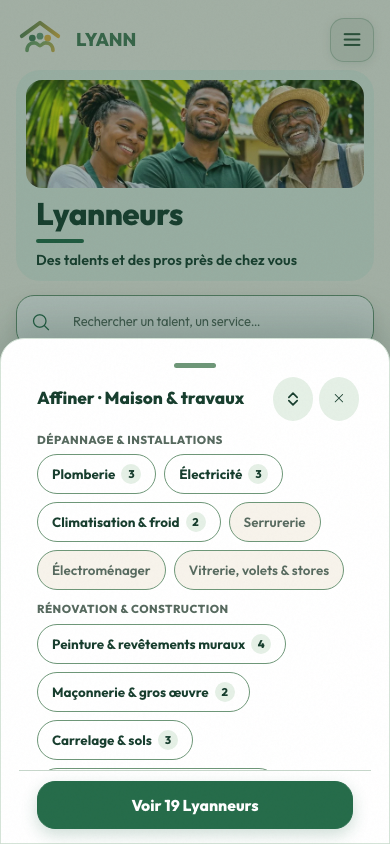 LYANN
Lyanneurs
Des talents et des pros près de chez vous
Rechercher un talent, un service...
Affiner · Maison & travaux
DÉPANNAGE & INSTALLATIONS
Plomberie 3 Électricité 3
Climatisation & froid 2 Serrurerie
Électroménager Vitrerie, volets & stores
RÉNOVATION & CONSTRUCTION
Peinture & revêtements muraux 4
Maçonnerie & gros œuvre 2
Carrelage & sols 3
Voir 19 Lyanneurs